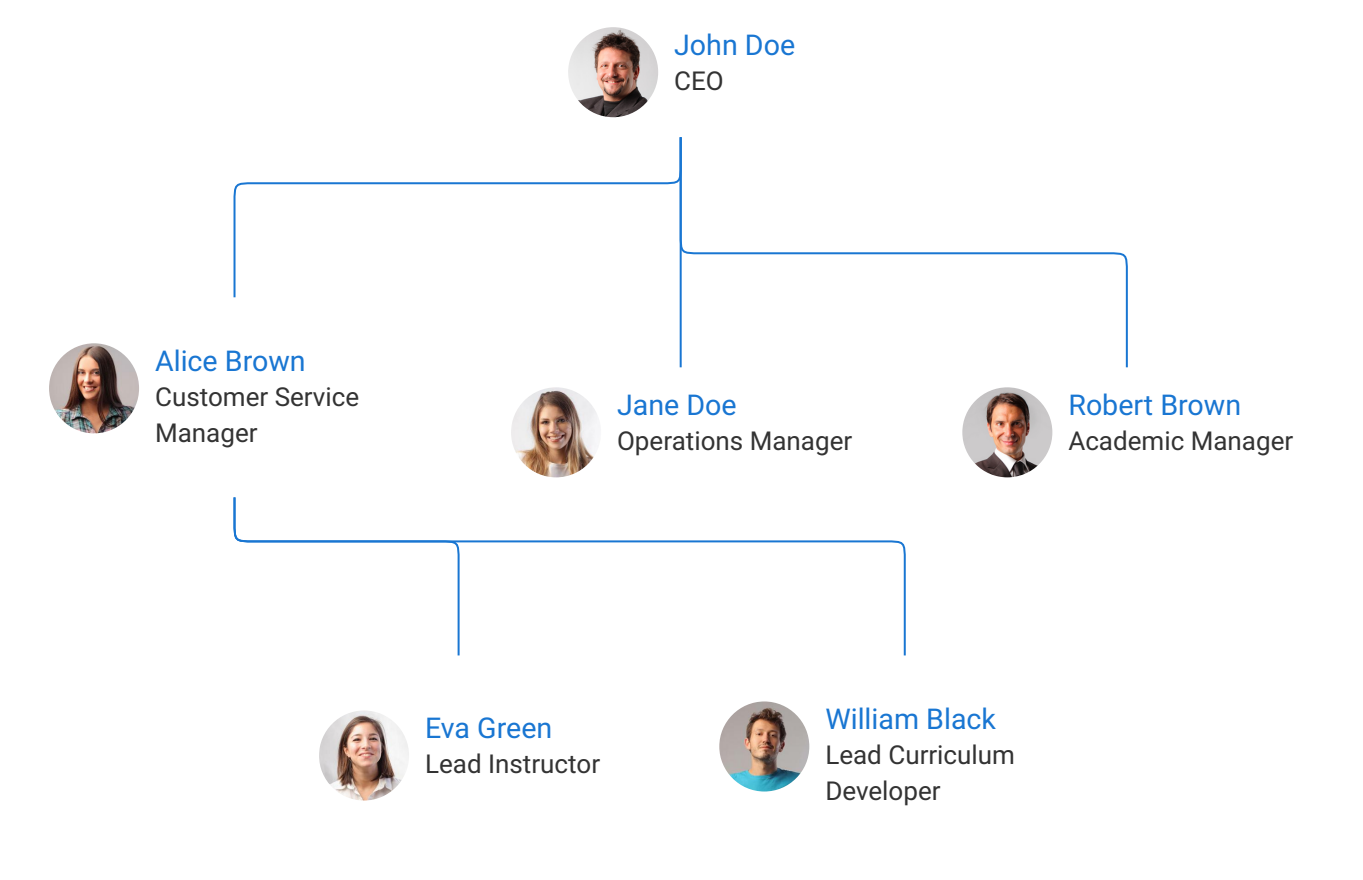 John Doe
CEO
Alice Brown
Customer Service
Manager
Jane Doe
Operations Manager
Robert Brown
Academic Manager
Eva Green
Lead Instructor
William Black
Lead Curriculum
Developer